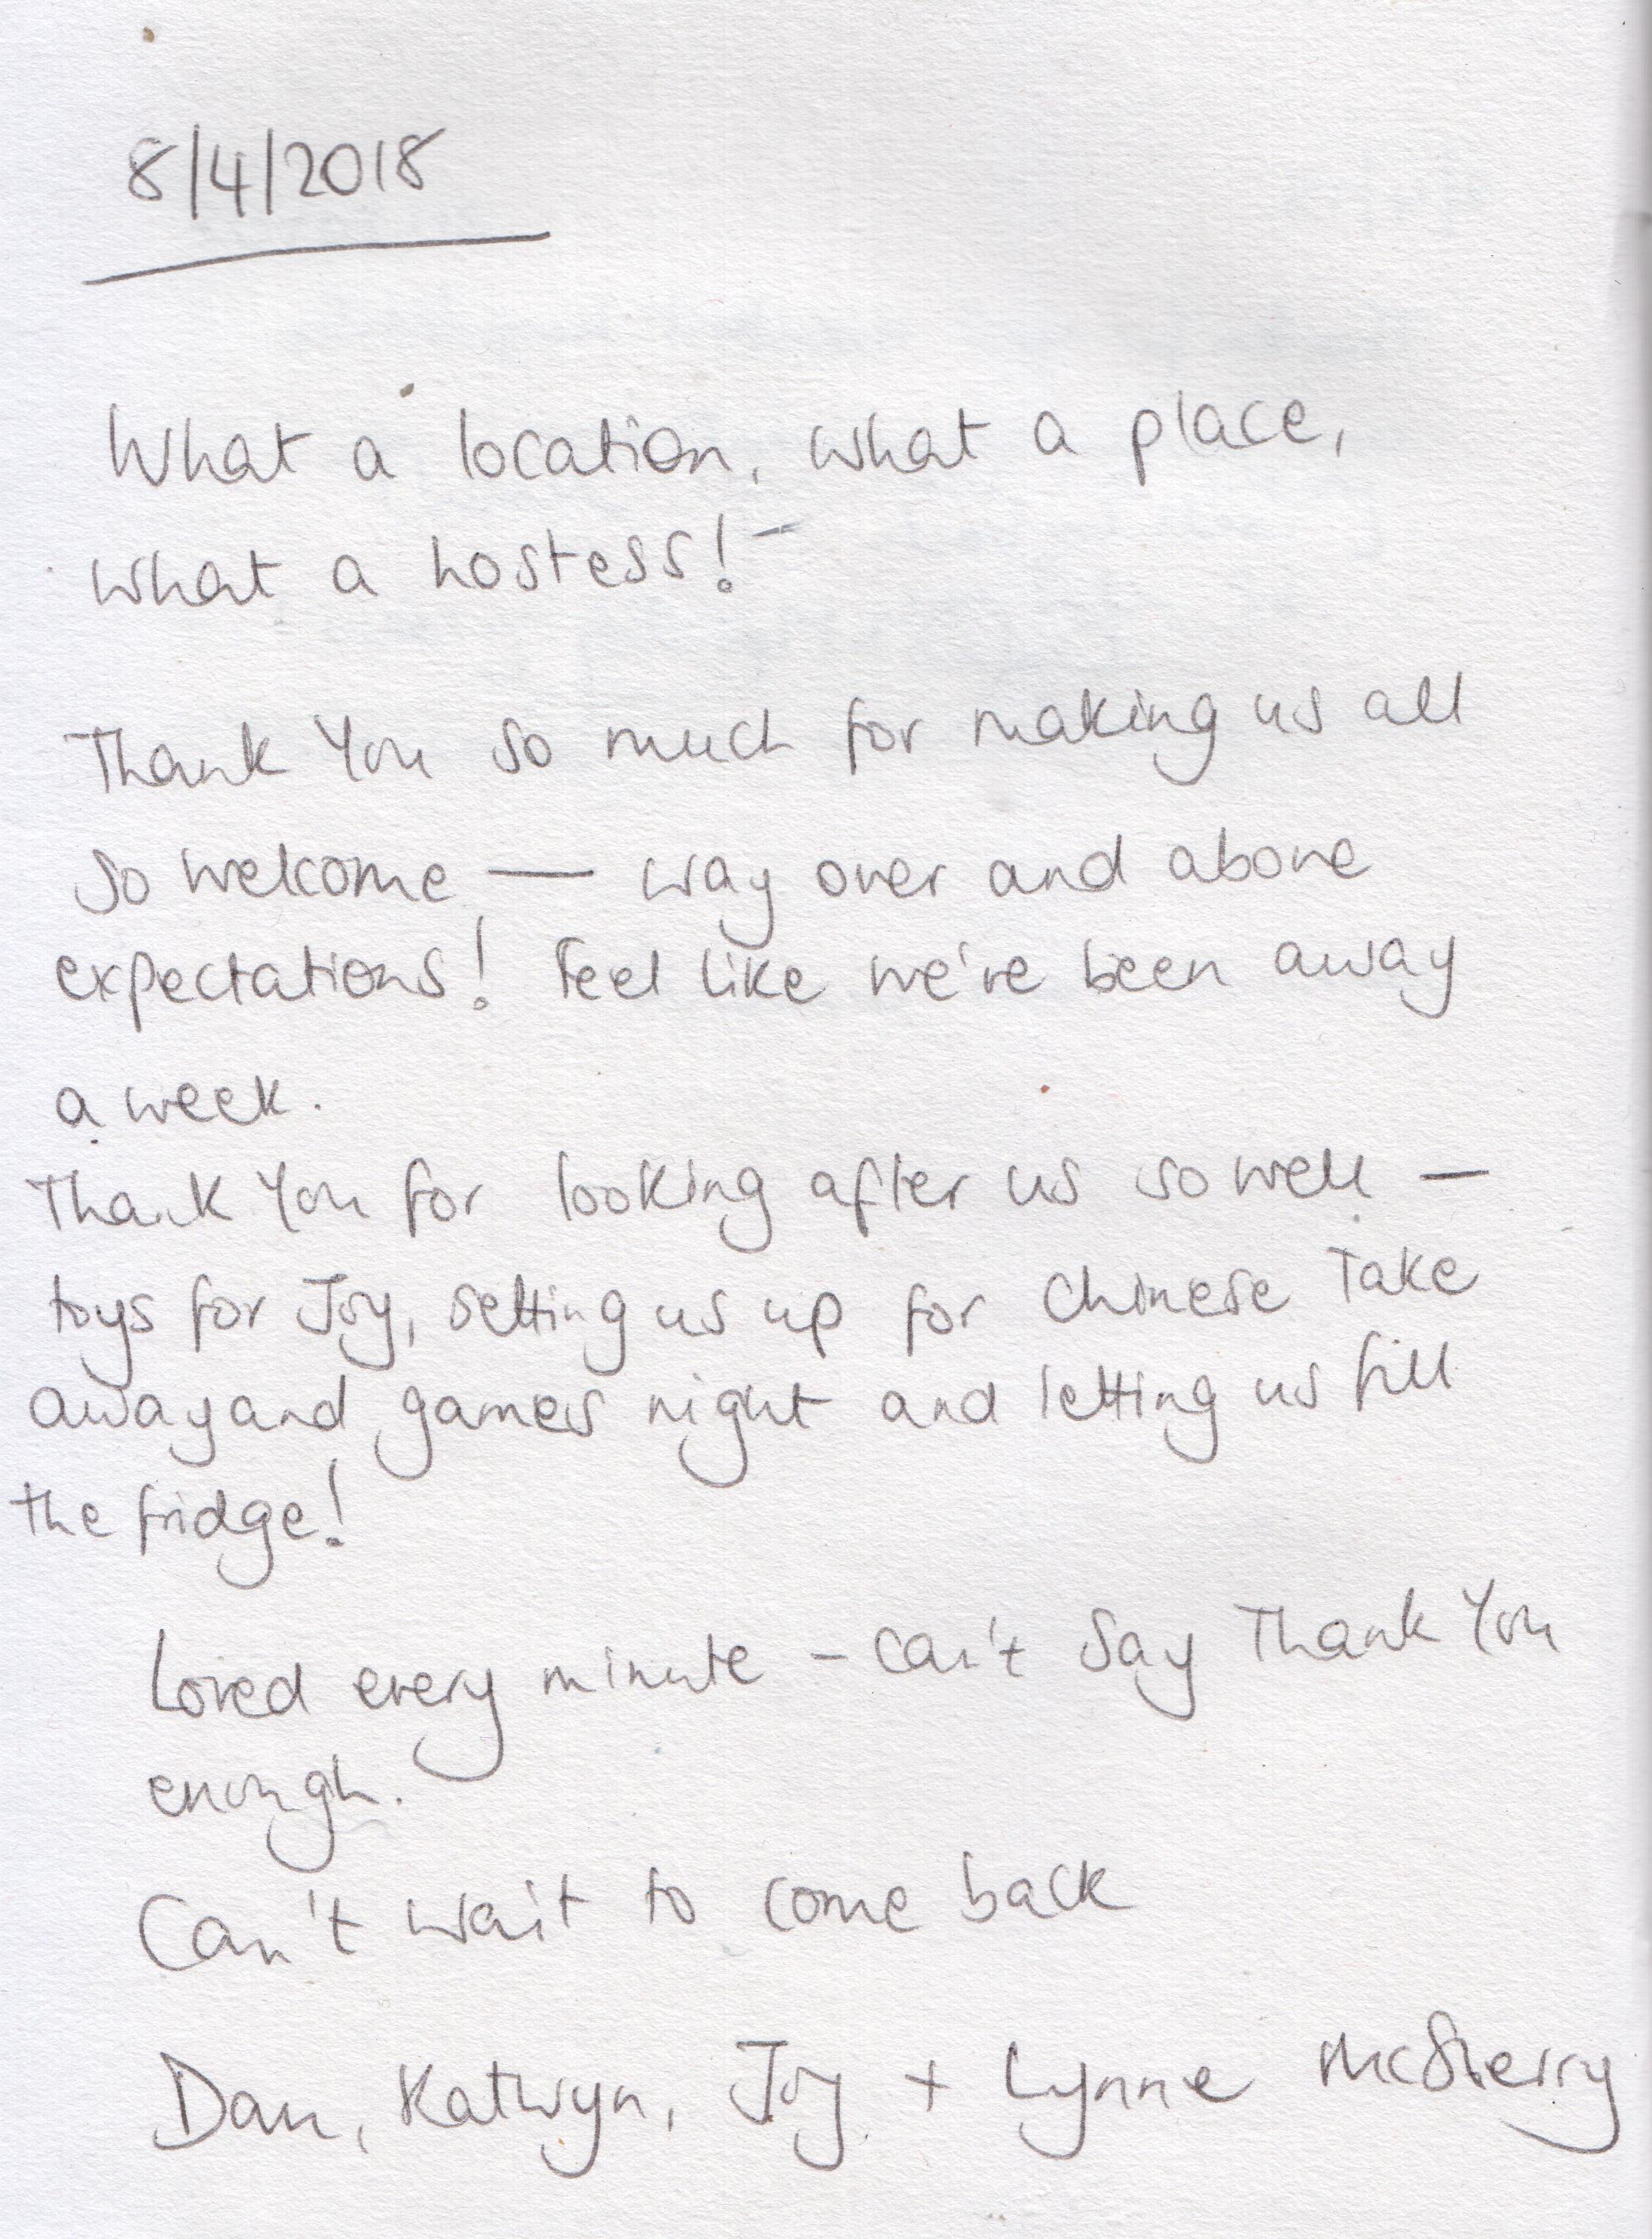 8/4/2018
What a location, what a place,
what a hostess! -
Thank You so much for making us all
so welcome — way over and above
expectations! Feel like we've been away
a week.
Thank You for looking after us so well —
toys for Joy, setting us up for Chinese Take
away and games night and letting us fill
the fridge!
Loved every minute - can't say Thank You
enough.
Can't wait to come back
Dan, Kathryn, Joy + Lynne McSherry